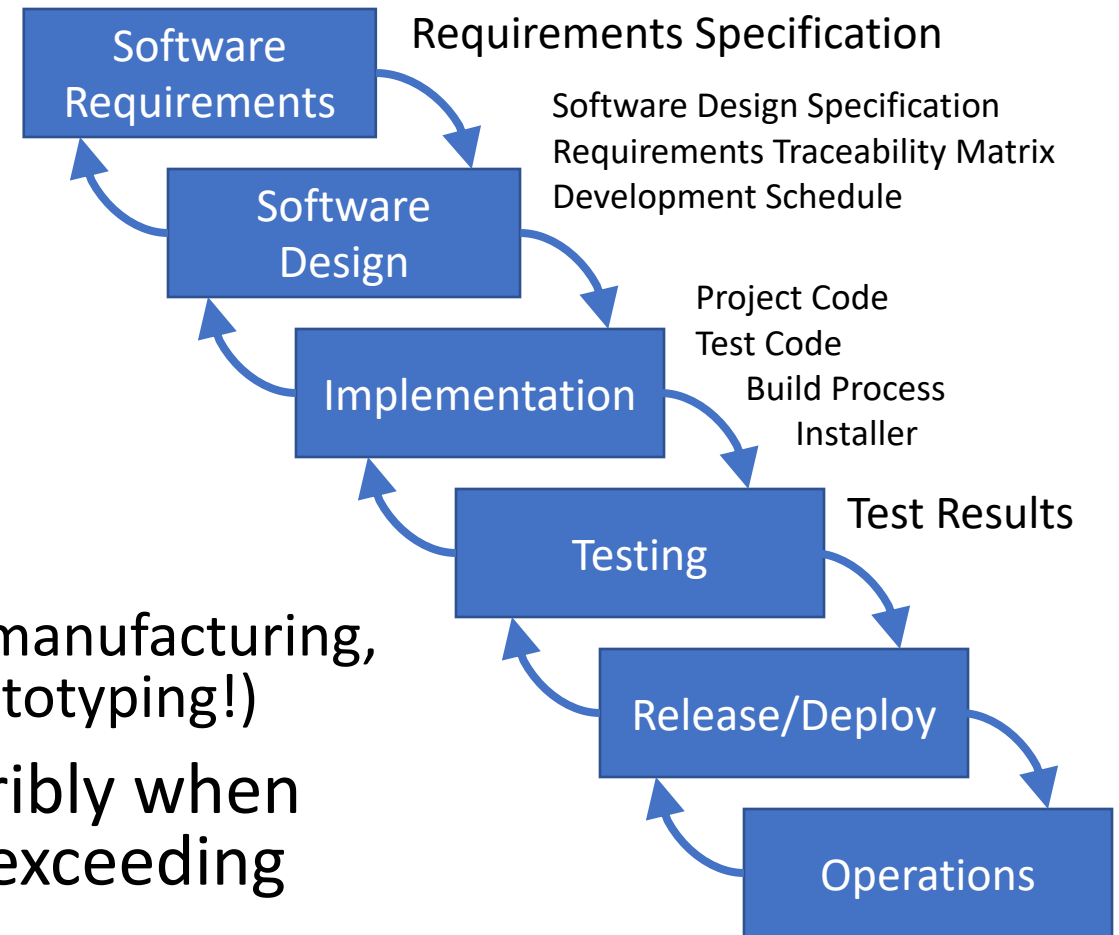 Software
Requirements
Requirements Specification
Software Design Specification
Requirements Traceability Matrix
Development Schedule
Software
Design
Project Code
Test Code
Build Process
Installer
Implementation
Test Results
Testing
manufacturing,
totyping!)
Release/Deploy
ribly when
exceeding
Operations